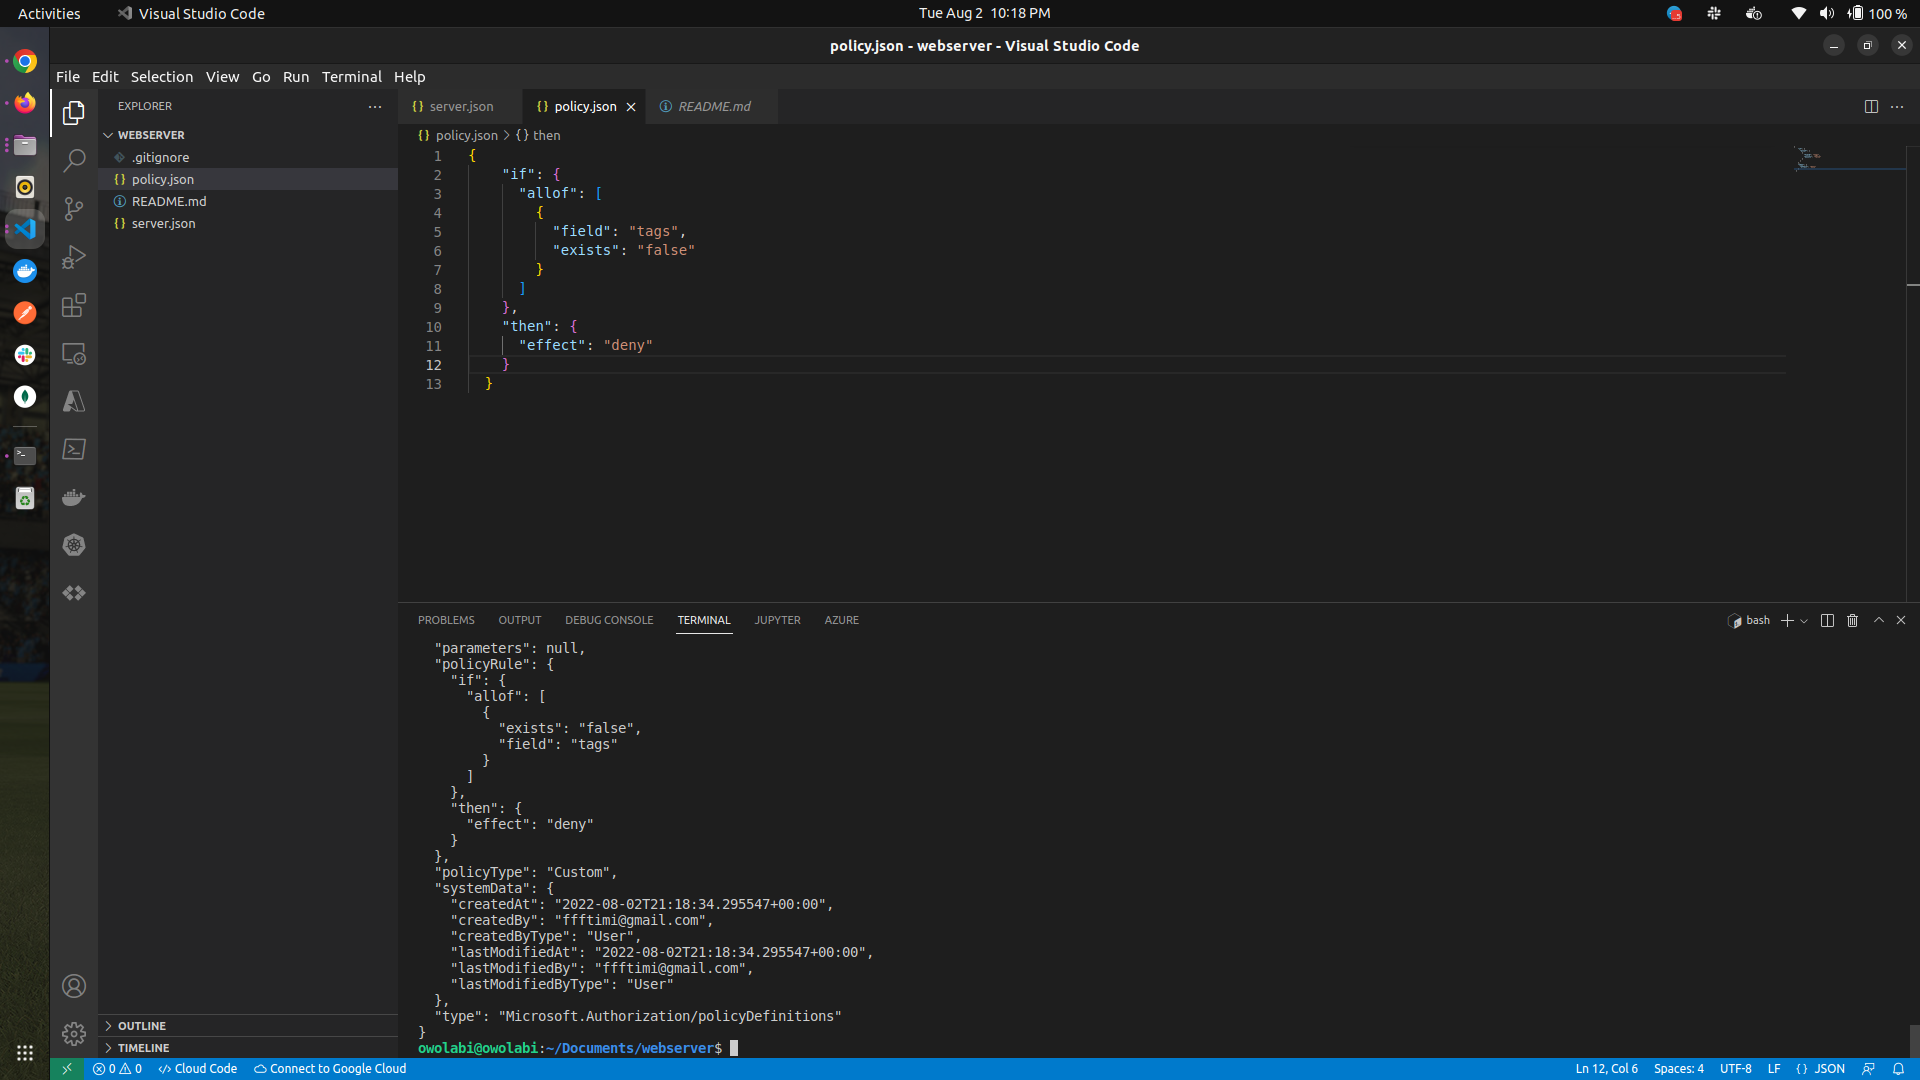 Activities
Visual Studio Code
Tue Aug 2 10:18 PM
100 %
policy.json - webserver - Visual Studio Code
File Edit Selection View Go Run Terminal Help
EXPLORER
WEBSERVER
.gitignore
policy.json
README.md
server.json
server.json
policy.json
README.md
{} policy.json > {} then
1 {
2 "if": {
3 "allof": [
4 {
5 "field": "tags",
6 "exists": "false"
7 }
8 ]
9 },
10 "then": {
11 "effect": "deny"
12 }
13 }
PROBLEMS OUTPUT DEBUG CONSOLE TERMINAL JUPYTER AZURE
bash
"parameters": null,
"policyRule": {
"if": {
"allof": [
{
"exists": "false",
"field": "tags"
}
]
},
"then": {
"effect": "deny"
}
},
"policyType": "Custom",
"systemData": {
"createdAt": "2022-08-02T21:18:34.295547+00:00",
"createdBy": "ffftimi@gmail.com",
"createdByType": "User",
"lastModifiedAt": "2022-08-02T21:18:34.295547+00:00",
"lastModifiedBy": "ffftimi@gmail.com",
"lastModifiedByType": "User"
},
"type": "Microsoft.Authorization/policyDefinitions"
}
owolabi@owolabi:~/Documents/webserver$
OUTLINE
TIMELINE
0 0 Cloud Code Connect to Google Cloud
Ln 12, Col 6 Spaces: 4 UTF-8 LF {} JSON